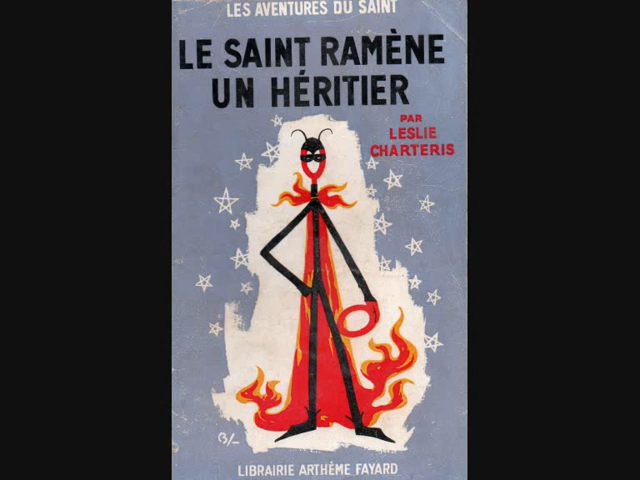 LES AVENTURES DU SAINT
LE SAINT RAMÈNE
UN HÉRITIER
PAR
LESLIE
CHARTERIS
LIBRAIRIE ARTHÈME FAYARD